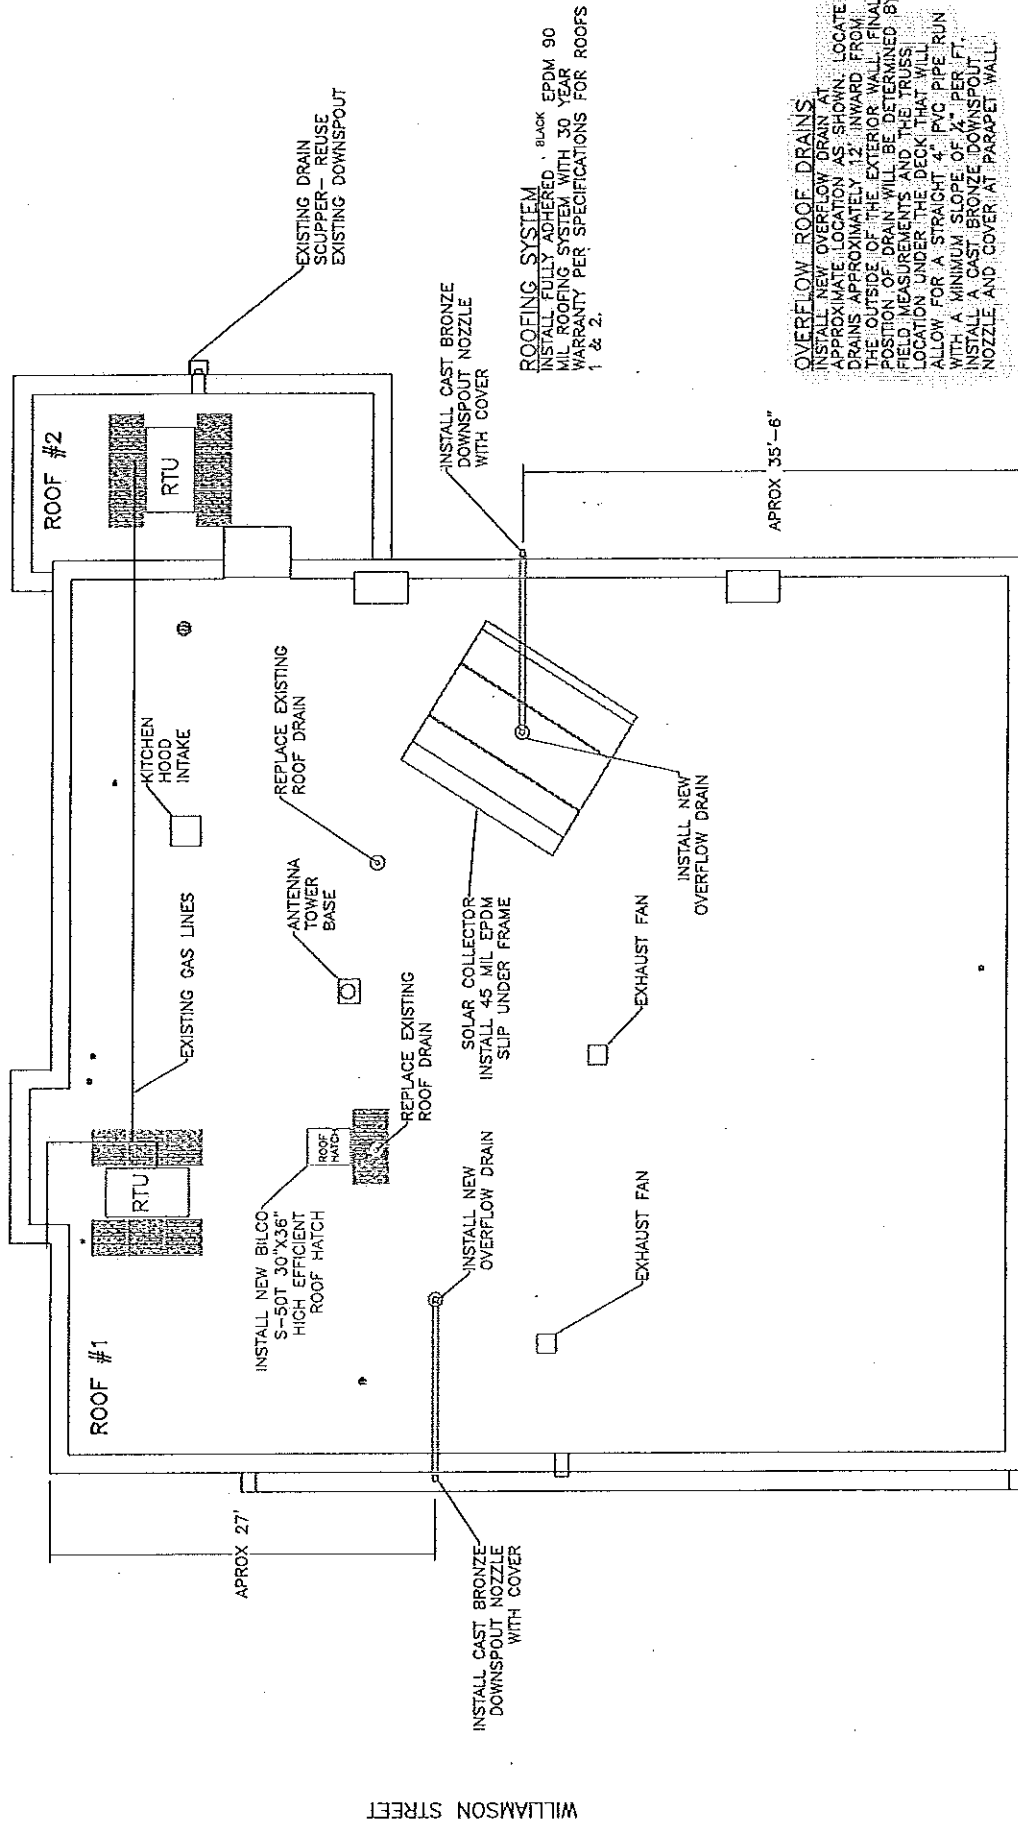 WILLIAMSON STREET
ROOF #1
ROOF #2
RTU
RTU
APROX 27'
INSTALL CAST BRONZE
DOWNSPOUT NOZZLE
WITH COVER
INSTALL NEW BILCO
S-50T 30"X36"
HIGH EFFICIENT
ROOF HATCH
ROOF
HATCH
REPLACE EXISTING
ROOF DRAIN
INSTALL NEW
OVERFLOW DRAIN
EXHAUST FAN
EXHAUST FAN
EXISTING GAS LINES
ANTENNA
TOWER
BASE
KITCHEN
HOOD
INTAKE
REPLACE EXISTING
ROOF DRAIN
SOLAR COLLECTOR
INSTALL 45 MIL EPDM
SLIP UNDER FRAME
INSTALL NEW
OVERFLOW DRAIN
INSTALL CAST BRONZE
DOWNSPOUT NOZZLE
WITH COVER
APROX 35'-6"
EXISTING DRAIN
SCUPPER- REUSE
EXISTING DOWNSPOUT
ROOFING SYSTEM
INSTALL FULLY ADHERED BLACK EPDM 90
MIL ROOFING SYSTEM WITH 30 YEAR
WARRANTY PER SPECIFICATIONS FOR ROOFS
1 & 2.
OVERFLOW ROOF DRAINS
INSTALL NEW OVERFLOW DRAIN AT
APPROXIMATE LOCATION AS SHOWN. LOCATE
DRAINS APPROXIMATELY 12' INWARD FROM
THE OUTSIDE OF THE EXTERIOR WALL. FINAL
POSITION OF DRAIN WILL BE DETERMINED BY
FIELD MEASUREMENTS AND THE TRUSS
LOCATION UNDER THE DECK THAT WILL
ALLOW FOR A STRAIGHT 4" PVC PIPE RUN
WITH A MINIMUM SLOPE OF ¼" PER FT.
INSTALL A CAST BRONZE DOWNSPOUT
NOZZLE AND COVER AT PARAPET WALL.